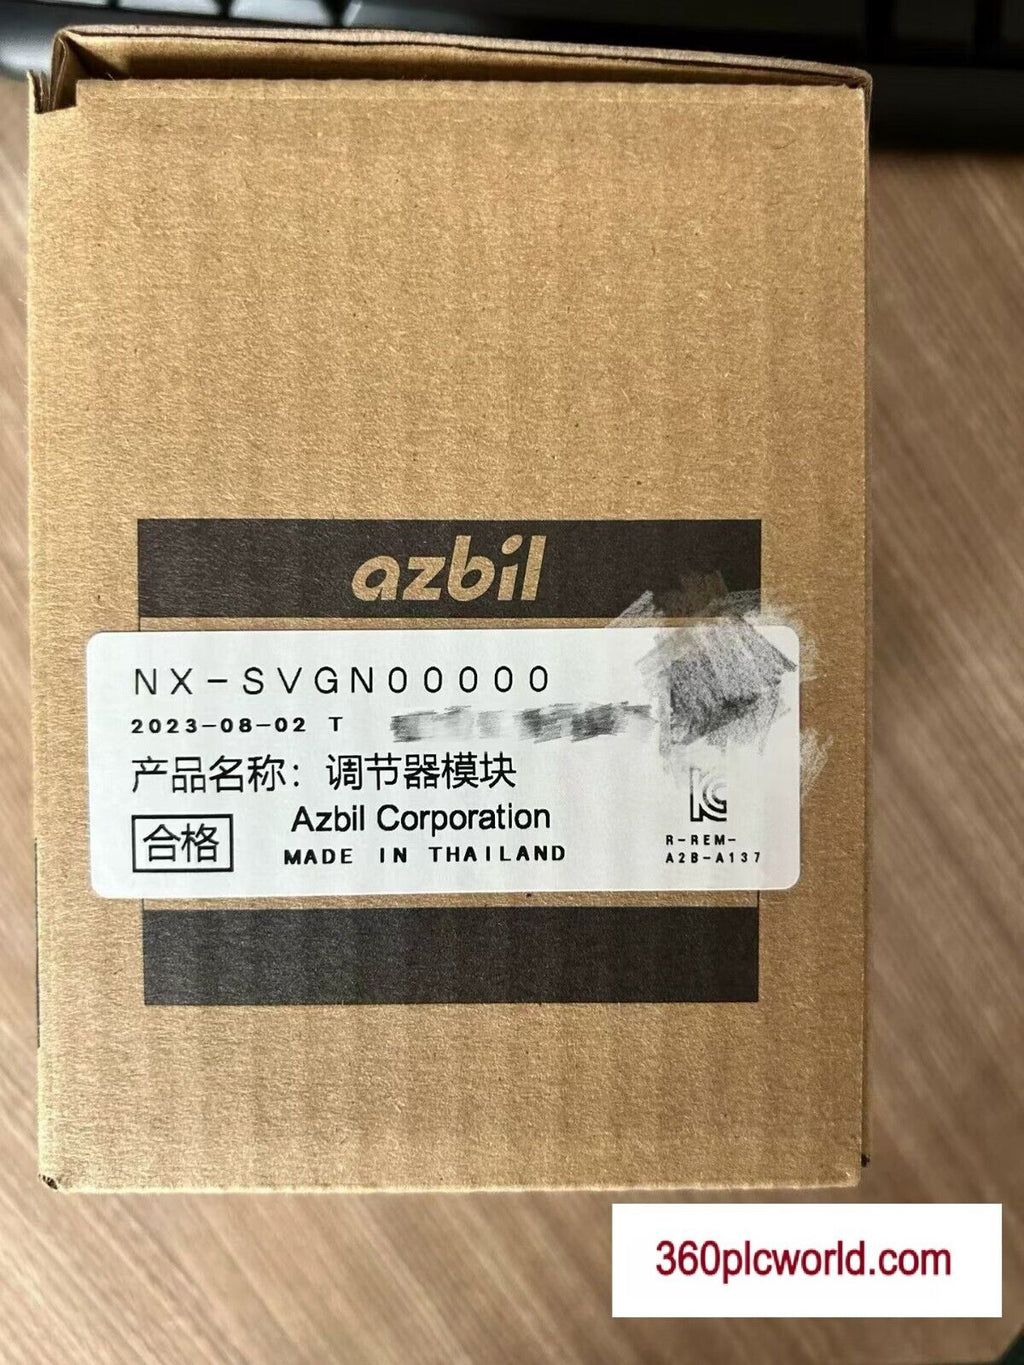 azbil
NX-SVGN00000
2023-08-02 T
产品名称：调节器模块
合格
Azbil Corporation
MADE IN THAILAND
R-REM-
A2B-A137
360plcworld.com